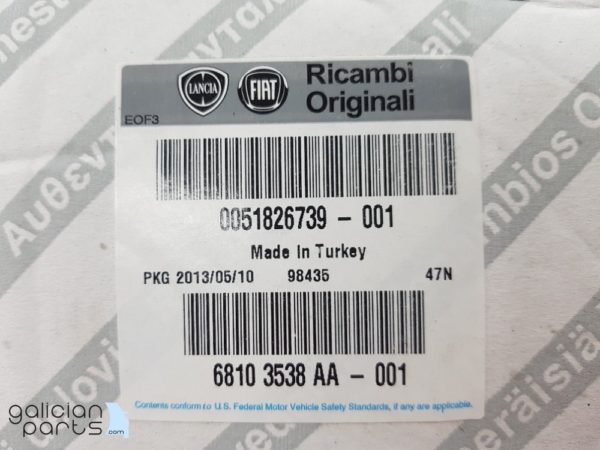 LANCIA
FIAT
Ricambi
Originali
EOF3
0051826739 - 001
Made In Turkey
PKG 2013/05/10 98435 47N
6810 3538 AA - 001
Contents conform to U.S. Federal Motor Vehicle Safety Standards, if any are applicable.
Αυθεντ
galician
parts.com